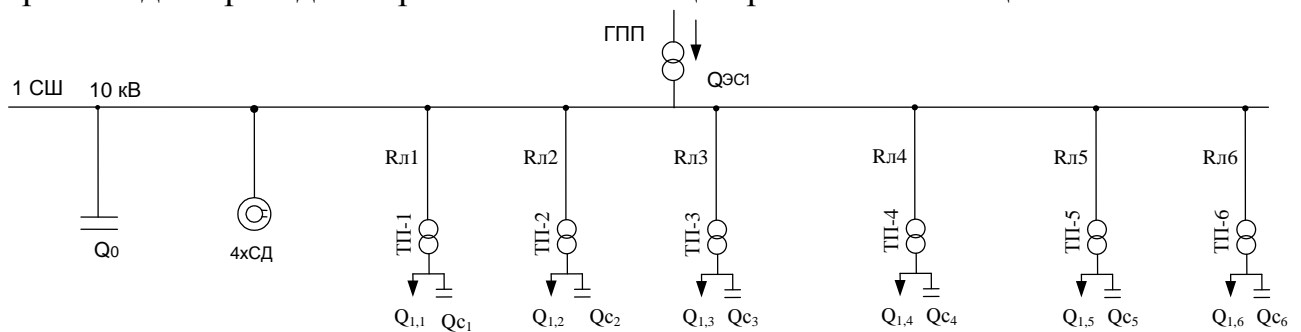 ГПП
QЭС1
1 СШ 10 кВ
Rл1 Rл2 Rл3 Rл4 Rл5 Rл6
ТП-1 ТП-2 ТП-3 ТП-4 ТП-5 ТП-6
Q0 4хСД
Q1,1 Qc1 Q1,2 Qc2 Q1,3 Qc3 Q1,4 Qc4 Q1,5 Qc5 Q1,6 Qc6